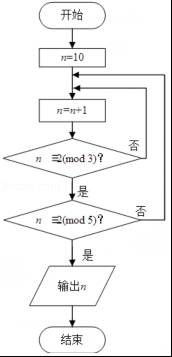 开始
n=10
n=n+1
n ≡2(mod 3)?
否
是
n ≡2(mod 5)?
否
是
输出n
结束